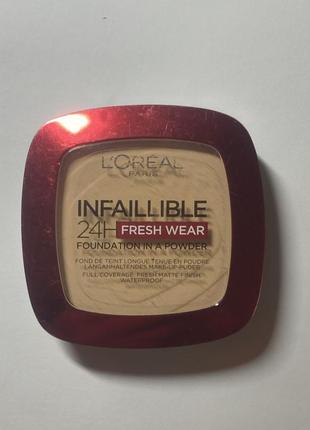 L'ORÉAL
PARIS
INFAILLIBLE
24H FRESH WEAR
FOUNDATION IN A POWDER
FOND DE TEINT LONGUE TENUE EN POUDRE
LANGANHALTENDES MAKE-UP-PUDER
FULL COVERAGE. FRESH MATTE FINISH
WATERPROOF